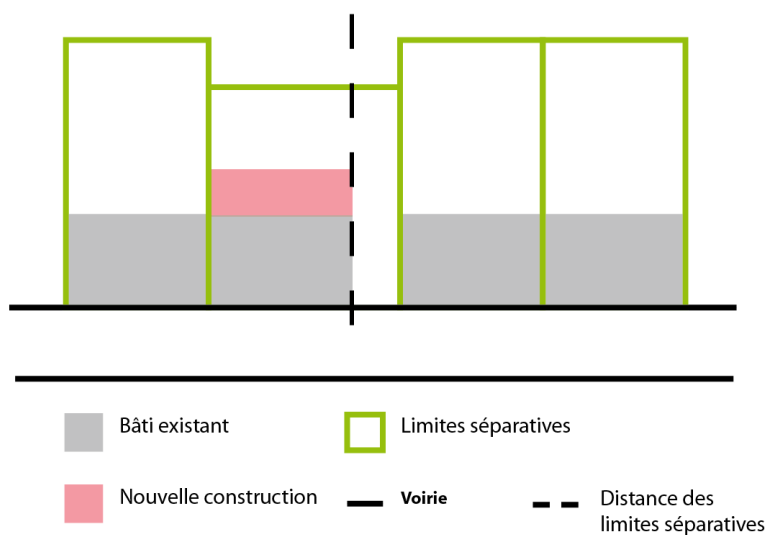 Bâti existant
Limites séparatives
Nouvelle construction
Voirie
Distance des
limites séparatives